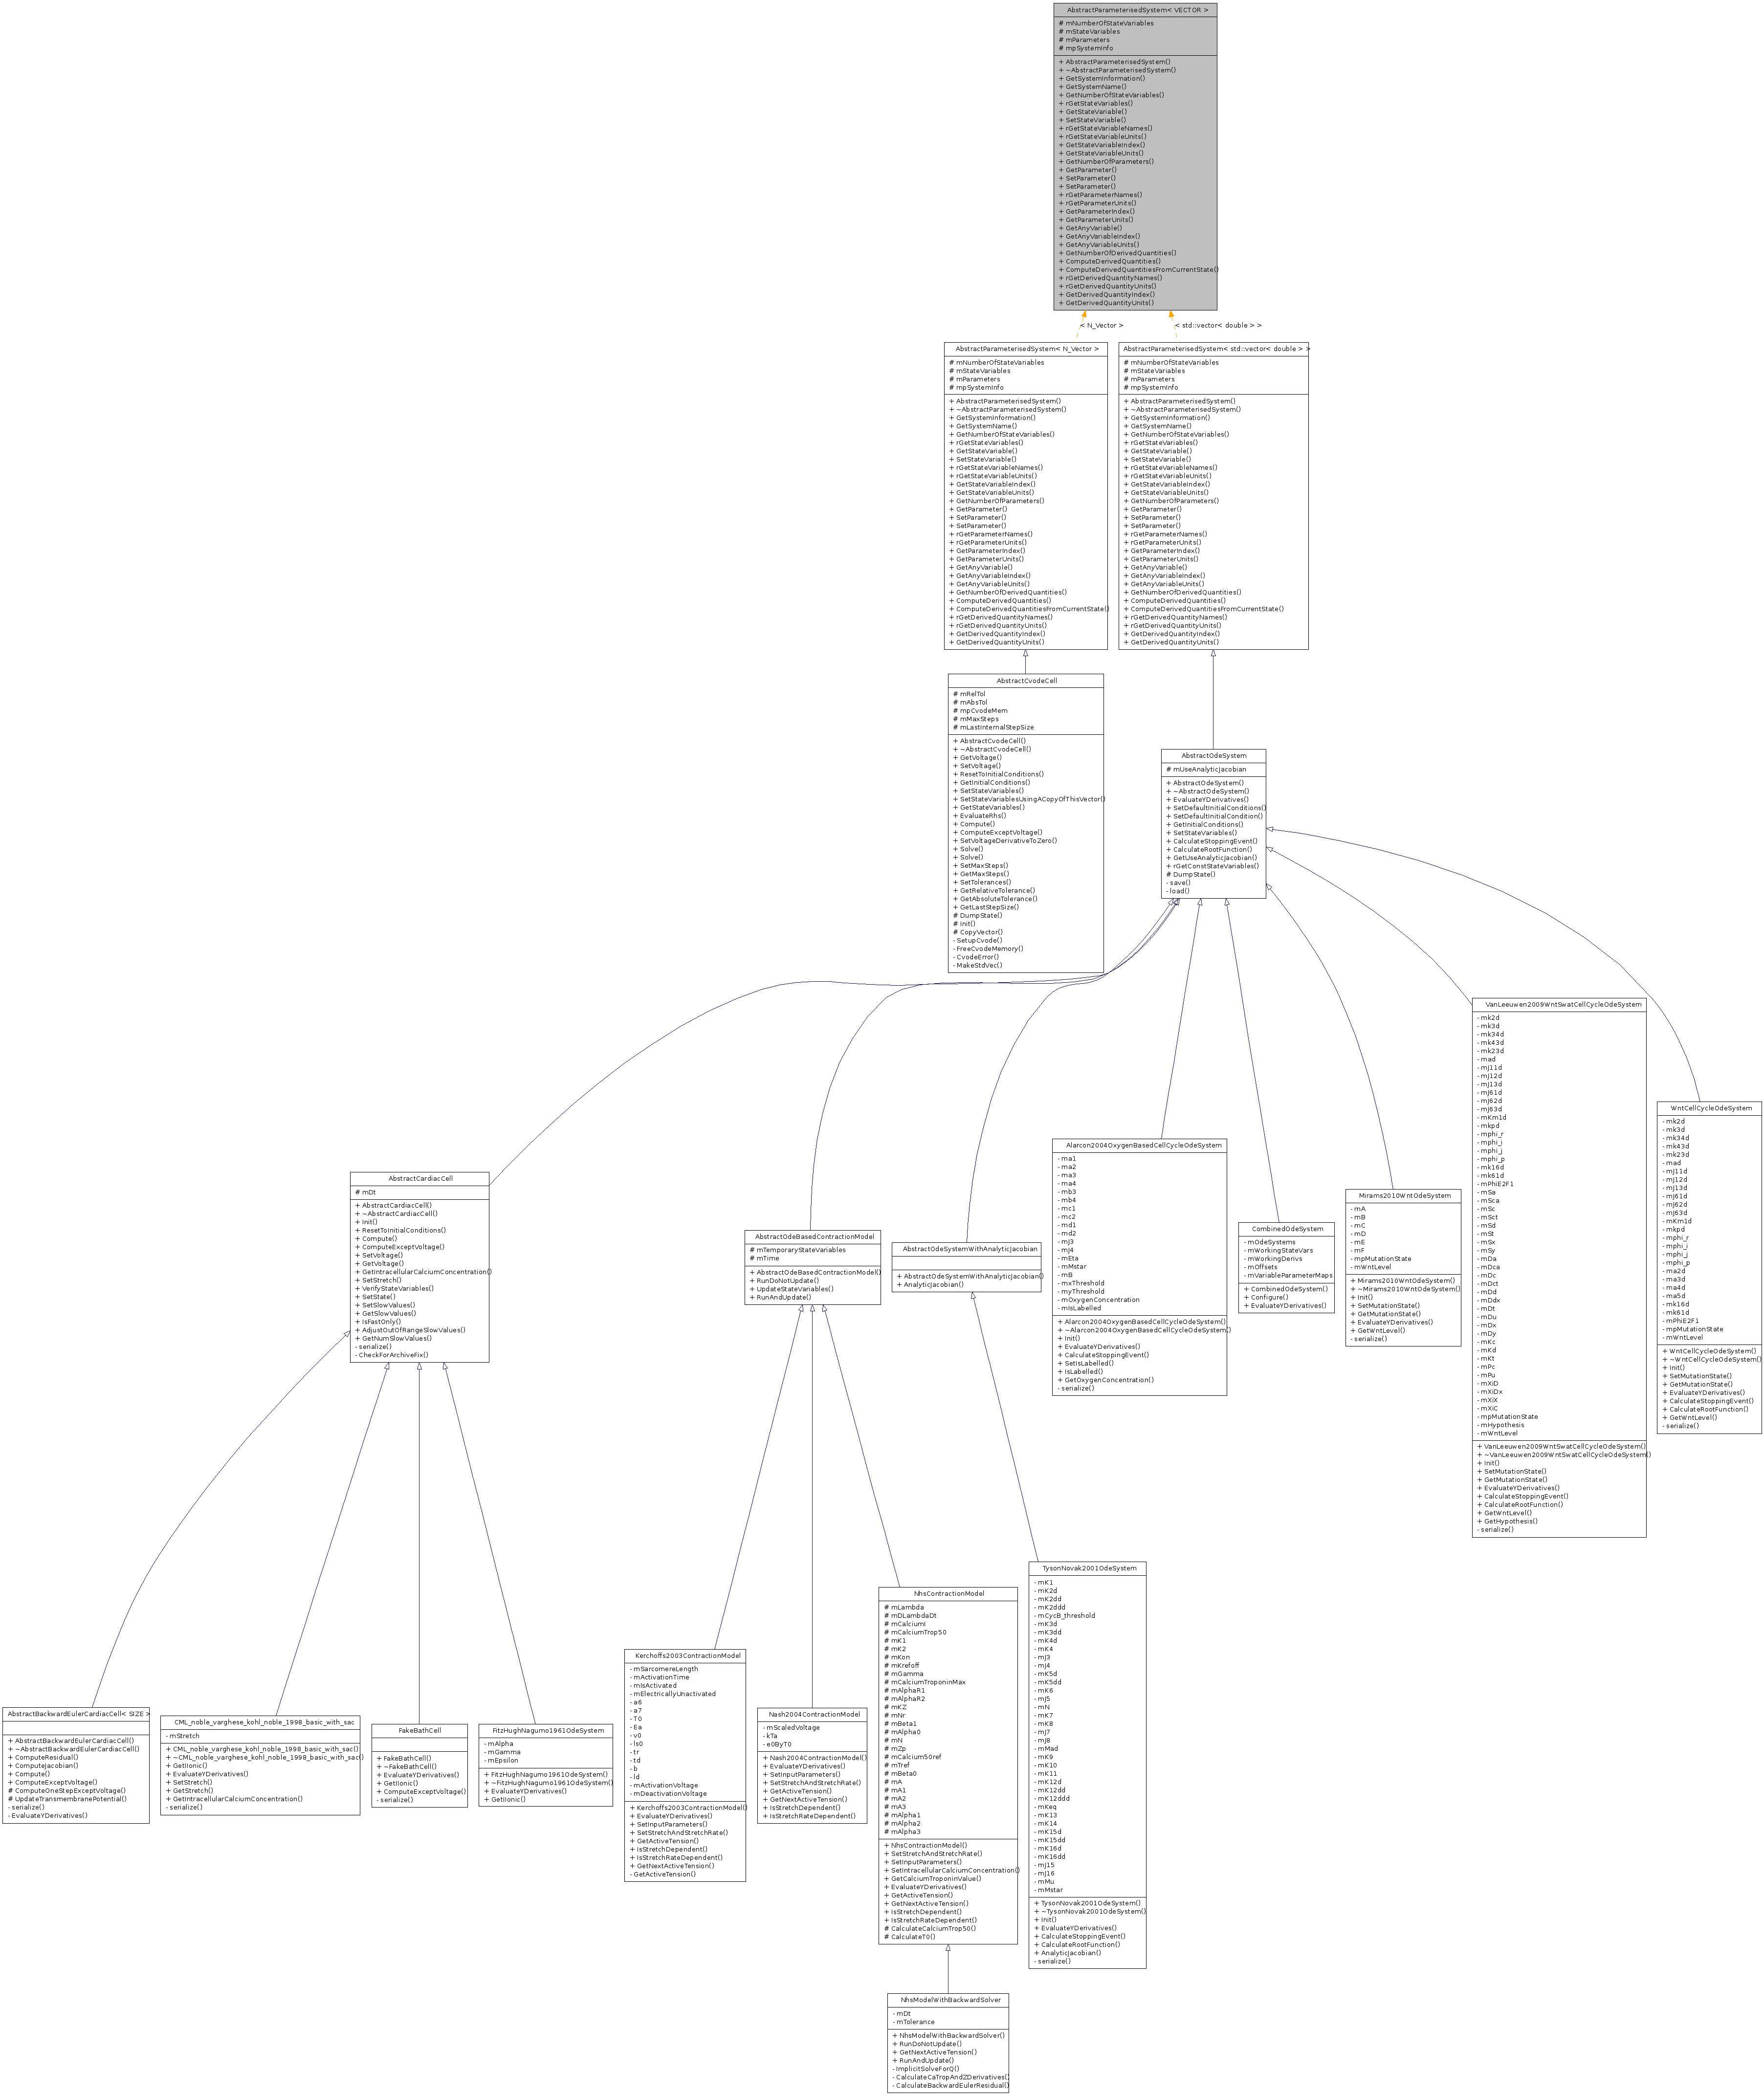 AbstractParameterisedSystem< VECTOR >
# mNumberOfStateVariables
# mStateVariables
# mParameters
# mpSystemInfo
+ AbstractParameterisedSystem()
+ ~AbstractParameterisedSystem()
+ GetSystemInformation()
+ GetSystemName()
+ GetNumberOfStateVariables()
+ rGetStateVariables()
+ GetStateVariable()
+ SetStateVariable()
+ rGetStateVariableNames()
+ rGetStateVariableUnits()
+ GetStateVariableIndex()
+ GetStateVariableUnits()
+ GetNumberOfParameters()
+ GetParameter()
+ SetParameter()
+ SetParameter()
+ rGetParameterNames()
+ rGetParameterUnits()
+ GetParameterIndex()
+ GetParameterUnits()
+ GetAnyVariable()
+ GetAnyVariableIndex()
+ GetAnyVariableUnits()
+ GetNumberOfDerivedQuantities()
+ ComputeDerivedQuantities()
+ ComputeDerivedQuantitiesFromCurrentState()
+ rGetDerivedQuantityNames()
+ rGetDerivedQuantityUnits()
+ GetDerivedQuantityIndex()
+ GetDerivedQuantityUnits()
< N_Vector >
< std::vector< double > >
AbstractParameterisedSystem< N_Vector >
# mNumberOfStateVariables
# mStateVariables
# mParameters
# mpSystemInfo
+ AbstractParameterisedSystem()
+ ~AbstractParameterisedSystem()
+ GetSystemInformation()
+ GetSystemName()
+ GetNumberOfStateVariables()
+ rGetStateVariables()
+ GetStateVariable()
+ SetStateVariable()
+ rGetStateVariableNames()
+ rGetStateVariableUnits()
+ GetStateVariableIndex()
+ GetStateVariableUnits()
+ GetNumberOfParameters()
+ GetParameter()
+ SetParameter()
+ SetParameter()
+ rGetParameterNames()
+ rGetParameterUnits()
+ GetParameterIndex()
+ GetParameterUnits()
+ GetAnyVariable()
+ GetAnyVariableIndex()
+ GetAnyVariableUnits()
+ GetNumberOfDerivedQuantities()
+ ComputeDerivedQuantities()
+ ComputeDerivedQuantitiesFromCurrentState()
+ rGetDerivedQuantityNames()
+ rGetDerivedQuantityUnits()
+ GetDerivedQuantityIndex()
+ GetDerivedQuantityUnits()
AbstractParameterisedSystem< std::vector< double > >
# mNumberOfStateVariables
# mStateVariables
# mParameters
# mpSystemInfo
+ AbstractParameterisedSystem()
+ ~AbstractParameterisedSystem()
+ GetSystemInformation()
+ GetSystemName()
+ GetNumberOfStateVariables()
+ rGetStateVariables()
+ GetStateVariable()
+ SetStateVariable()
+ rGetStateVariableNames()
+ rGetStateVariableUnits()
+ GetStateVariableIndex()
+ GetStateVariableUnits()
+ GetNumberOfParameters()
+ GetParameter()
+ SetParameter()
+ SetParameter()
+ rGetParameterNames()
+ rGetParameterUnits()
+ GetParameterIndex()
+ GetParameterUnits()
+ GetAnyVariable()
+ GetAnyVariableIndex()
+ GetAnyVariableUnits()
+ GetNumberOfDerivedQuantities()
+ ComputeDerivedQuantities()
+ ComputeDerivedQuantitiesFromCurrentState()
+ rGetDerivedQuantityNames()
+ rGetDerivedQuantityUnits()
+ GetDerivedQuantityIndex()
+ GetDerivedQuantityUnits()
AbstractCvodeCell
# mRelTol
# mAbsTol
# mpCvodeMem
# mMaxSteps
# mLastInternalStepSize
+ AbstractCvodeCell()
+ ~AbstractCvodeCell()
+ GetVoltage()
+ SetVoltage()
+ ResetToInitialConditions()
+ GetInitialConditions()
+ SetStateVariables()
+ SetStateVariablesUsingACopyOfThisVector()
+ GetStateVariables()
+ EvaluateRhs()
+ Compute()
+ ComputeExceptVoltage()
+ SetVoltageDerivativeToZero()
+ Solve()
+ Solve()
+ SetMaxSteps()
+ GetMaxSteps()
+ SetTolerances()
+ GetRelativeTolerance()
+ GetAbsoluteTolerance()
+ GetLastStepSize()
# DumpState()
# Init()
# CopyVector()
- SetupCvode()
- FreeCvodeMemory()
- CvodeError()
- MakeStdVec()
AbstractOdeSystem
# mUseAnalyticJacobian
+ AbstractOdeSystem()
+ ~AbstractOdeSystem()
+ EvaluateYDerivatives()
+ SetDefaultInitialConditions()
+ SetDefaultInitialCondition()
+ GetInitialConditions()
+ SetStateVariables()
+ CalculateStoppingEvent()
+ CalculateRootFunction()
+ GetUseAnalyticJacobian()
+ rGetConstStateVariables()
# DumpState()
- save()
- load()
AbstractCardiacCell
# mDt
+ AbstractCardiacCell()
+ ~AbstractCardiacCell()
+ Init()
+ ResetToInitialConditions()
+ Compute()
+ ComputeExceptVoltage()
+ SetVoltage()
+ GetVoltage()
+ GetIntracellularCalciumConcentration()
+ SetStretch()
+ VerifyStateVariables()
+ SetState()
+ SetSlowValues()
+ GetSlowValues()
+ IsFastOnly()
+ AdjustOutOfRangeSlowValues()
+ GetNumSlowValues()
- serialize()
- CheckForArchiveFix()
AbstractOdeBasedContractionModel
# mTemporaryStateVariables
# mTime
+ AbstractOdeBasedContractionModel()
+ RunDoNotUpdate()
+ UpdateStateVariables()
+ RunAndUpdate()
AbstractOdeSystemWithAnalyticJacobian
+ AbstractOdeSystemWithAnalyticJacobian()
+ AnalyticJacobian()
Alarcon2004OxygenBasedCellCycleOdeSystem
- ma1
- ma2
- ma3
- ma4
- mb3
- mb4
- mc1
- mc2
- md1
- md2
- mJ3
- mJ4
- mEta
- mMstar
- mB
- mxThreshold
- myThreshold
- mOxygenConcentration
- mIsLabelled
+ Alarcon2004OxygenBasedCellCycleOdeSystem()
+ ~Alarcon2004OxygenBasedCellCycleOdeSystem()
+ Init()
+ EvaluateYDerivatives()
+ CalculateStoppingEvent()
+ SetIsLabelled()
+ IsLabelled()
+ GetOxygenConcentration()
- serialize()
CombinedOdeSystem
- mOdeSystems
- mWorkingStateVars
- mWorkingDerivs
- mOffsets
- mVariableParameterMaps
+ CombinedOdeSystem()
+ Configure()
+ EvaluateYDerivatives()
Mirams2010WntOdeSystem
- mA
- mB
- mC
- mD
- mE
- mF
- mpMutationState
- mWntLevel
+ Mirams2010WntOdeSystem()
+ ~Mirams2010WntOdeSystem()
+ Init()
+ SetMutationState()
+ GetMutationState()
+ EvaluateYDerivatives()
+ GetWntLevel()
- serialize()
VanLeeuwen2009WntSwatCellCycleOdeSystem
- mk2d
- mk3d
- mk34d
- mk43d
- mk23d
- mad
- mJ11d
- mJ12d
- mJ13d
- mJ61d
- mJ62d
- mJ63d
- mKm1d
- mkpd
- mphi_r
- mphi_i
- mphi_j
- mphi_p
- mk16d
- mk61d
- mPhiE2F1
- mSa
- mSca
- mSc
- mSct
- mSd
- mSt
- mSx
- mSy
- mDa
- mDca
- mDc
- mDct
- mDd
- mDdx
- mDt
- mDu
- mDx
- mDy
- mKc
- mKd
- mKt
- mPc
- mPu
- mXiD
- mXiDx
- mXiX
- mXiC
- mpMutationState
- mHypothesis
- mWntLevel
+ VanLeeuwen2009WntSwatCellCycleOdeSystem()
+ ~VanLeeuwen2009WntSwatCellCycleOdeSystem()
+ Init()
+ SetMutationState()
+ GetMutationState()
+ EvaluateYDerivatives()
+ CalculateStoppingEvent()
+ CalculateRootFunction()
+ GetWntLevel()
+ GetHypothesis()
- serialize()
WntCellCycleOdeSystem
- mk2d
- mk3d
- mk34d
- mk43d
- mk23d
- mad
- mJ11d
- mJ12d
- mJ13d
- mJ61d
- mJ62d
- mJ63d
- mKm1d
- mkpd
- mphi_r
- mphi_i
- mphi_j
- mphi_p
- ma2d
- ma3d
- ma4d
- ma5d
- mk16d
- mk61d
- mPhiE2F1
- mpMutationState
- mWntLevel
+ WntCellCycleOdeSystem()
+ ~WntCellCycleOdeSystem()
+ Init()
+ SetMutationState()
+ GetMutationState()
+ EvaluateYDerivatives()
+ CalculateStoppingEvent()
+ CalculateRootFunction()
+ GetWntLevel()
- serialize()
AbstractBackwardEulerCardiacCell< SIZE >
+ AbstractBackwardEulerCardiacCell()
+ ~AbstractBackwardEulerCardiacCell()
+ ComputeResidual()
+ ComputeJacobian()
+ Compute()
+ ComputeExceptVoltage()
# ComputeOneStepExceptVoltage()
# UpdateTransmembranePotential()
- serialize()
- EvaluateYDerivatives()
CML_noble_varghese_kohl_noble_1998_basic_with_sac
- mStretch
+ CML_noble_varghese_kohl_noble_1998_basic_with_sac()
+ ~CML_noble_varghese_kohl_noble_1998_basic_with_sac()
+ GetIIonic()
+ EvaluateYDerivatives()
+ SetStretch()
+ GetStretch()
+ GetIntracellularCalciumConcentration()
- serialize()
FakeBathCell
+ FakeBathCell()
+ ~FakeBathCell()
+ EvaluateYDerivatives()
+ GetIIonic()
+ ComputeExceptVoltage()
- serialize()
FitzHughNagumo1961OdeSystem
- mAlpha
- mGamma
- mEpsilon
+ FitzHughNagumo1961OdeSystem()
+ ~FitzHughNagumo1961OdeSystem()
+ EvaluateYDerivatives()
+ GetIIonic()
Kerchoffs2003ContractionModel
- mSarcomereLength
- mActivationTime
- mIsActivated
- mElectricallyUnactivated
- a6
- a7
- T0
- Ea
- v0
- ls0
- tr
- td
- b
- ld
- mActivationVoltage
- mDeactivationVoltage
+ Kerchoffs2003ContractionModel()
+ EvaluateYDerivatives()
+ SetInputParameters()
+ SetStretchAndStretchRate()
+ GetActiveTension()
+ IsStretchDependent()
+ IsStretchRateDependent()
+ GetNextActiveTension()
- GetActiveTension()
Nash2004ContractionModel
- mScaledVoltage
- kTa
- e0ByT0
+ Nash2004ContractionModel()
+ EvaluateYDerivatives()
+ SetInputParameters()
+ SetStretchAndStretchRate()
+ GetActiveTension()
+ GetNextActiveTension()
+ IsStretchDependent()
+ IsStretchRateDependent()
NhsContractionModel
# mLambda
# mDLambdaDt
# mCalciumI
# mCalciumTrop50
# mK1
# mK2
# mKon
# mKrefoff
# mGamma
# mCalciumTroponinMax
# mAlphaR1
# mAlphaR2
# mKZ
# mNr
# mBeta1
# mAlpha0
# mN
# mZp
# mCalcium50ref
# mTref
# mBeta0
# mA
# mA1
# mA2
# mA3
# mAlpha1
# mAlpha2
# mAlpha3
+ NhsContractionModel()
+ SetStretchAndStretchRate()
+ SetInputParameters()
+ SetIntracellularCalciumConcentration()
+ GetCalciumTroponinValue()
+ EvaluateYDerivatives()
+ GetActiveTension()
+ GetNextActiveTension()
+ IsStretchDependent()
+ IsStretchRateDependent()
# CalculateCalciumTrop50()
# CalculateT0()
TysonNovak2001OdeSystem
- mK1
- mK2d
- mK2dd
- mK2ddd
- mCycB_threshold
- mK3d
- mK3dd
- mK4d
- mK4
- mJ3
- mJ4
- mK5d
- mK5dd
- mK6
- mJ5
- mN
- mK7
- mK8
- mJ7
- mJ8
- mMad
- mK9
- mK10
- mK11
- mK12d
- mK12dd
- mK12ddd
- mKeq
- mK13
- mK14
- mK15d
- mK15dd
- mK16d
- mK16dd
- mJ15
- mJ16
- mMu
- mMstar
+ TysonNovak2001OdeSystem()
+ ~TysonNovak2001OdeSystem()
+ Init()
+ EvaluateYDerivatives()
+ CalculateStoppingEvent()
+ CalculateRootFunction()
+ AnalyticJacobian()
- serialize()
NhsModelWithBackwardSolver
- mDt
- mTolerance
+ NhsModelWithBackwardSolver()
+ RunDoNotUpdate()
+ GetNextActiveTension()
+ RunAndUpdate()
- ImplicitSolveForQ()
- CalculateCaTropAndZDerivatives()
- CalculateBackwardEulerResidual()